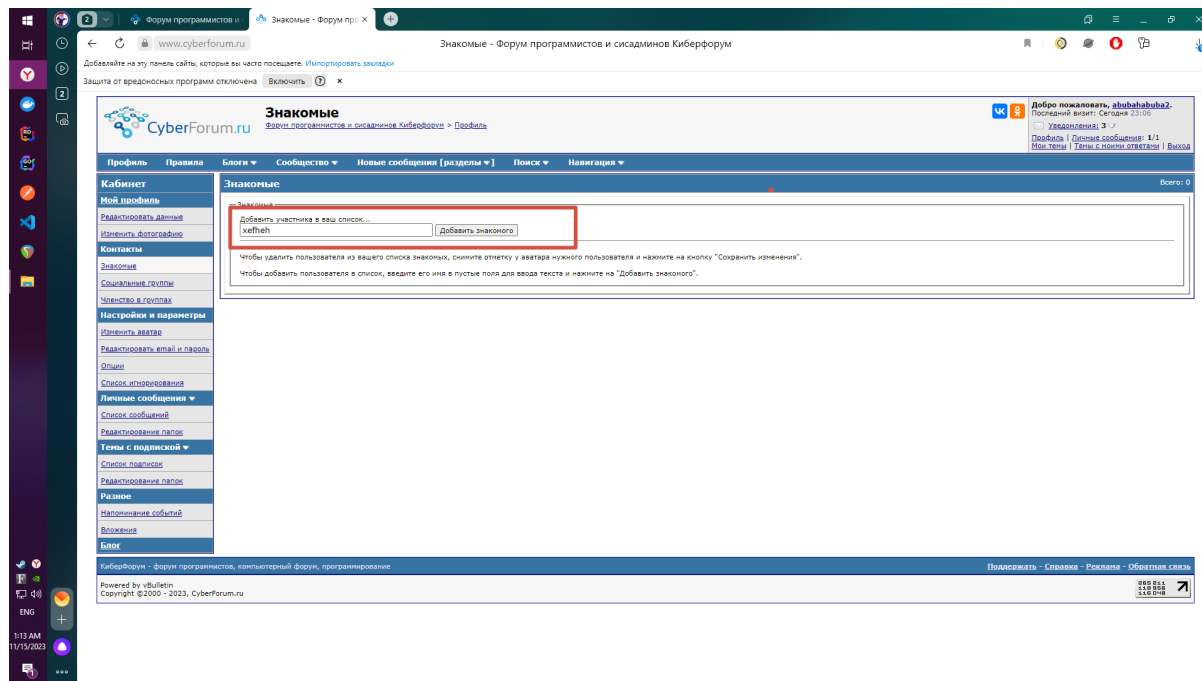 2
Форум программистов и
Знакомые - Форум про
www.cyberforum.ru
Знакомые - Форум программистов и сисадминов Киберфорум
Добавляйте на эту панель сайты, которые вы часто посещаете. Импортировать закладки
Защита от вредоносных программ отключена Включить ?
CyberForum.ru
Знакомые
Форум программистов и сисадминов Киберфорум > Профиль
Добро пожаловать, abubahabuba2.
Последний визит: Сегодня 23:06
Уведомления: 3
Профиль | Личные сообщения: 1/1
Мои темы | Темы с моими ответами | Выход
Профиль Правила Блоги Сообщество Новые сообщения [разделы ] Поиск Навигация
Кабинет
Мой профиль
Редактировать данные
Изменить фотографию
Контакты
Знакомые
Социальные группы
Членство в группах
Настройки и параметры
Изменить аватар
Редактировать email и пароль
Опции
Список игнорирования
Личные сообщения
Список сообщений
Редактирование папок
Темы с подпиской
Список подписок
Редактирование папок
Разное
Напоминание событий
Вложения
Блог
Знакомые Всего: 0
Знакомые
Добавить участника в ваш список...
xefheh Добавить знакомого
Чтобы удалить пользователя из вашего списка знакомых, снимите отметку у аватара нужного пользователя и нажмите на кнопку "Сохранить изменения".
Чтобы добавить пользователя в список, введите его имя в пустые поля для ввода текста и нажмите на "Добавить знакомого".
КиберФорум - форум программистов, компьютерный форум, программирование
Поддержать - Справка - Реклама - Обратная связь
Powered by vBulletin
Copyright ©2000 - 2023, CyberForum.ru
2
ENG
1:13 AM
11/15/2023